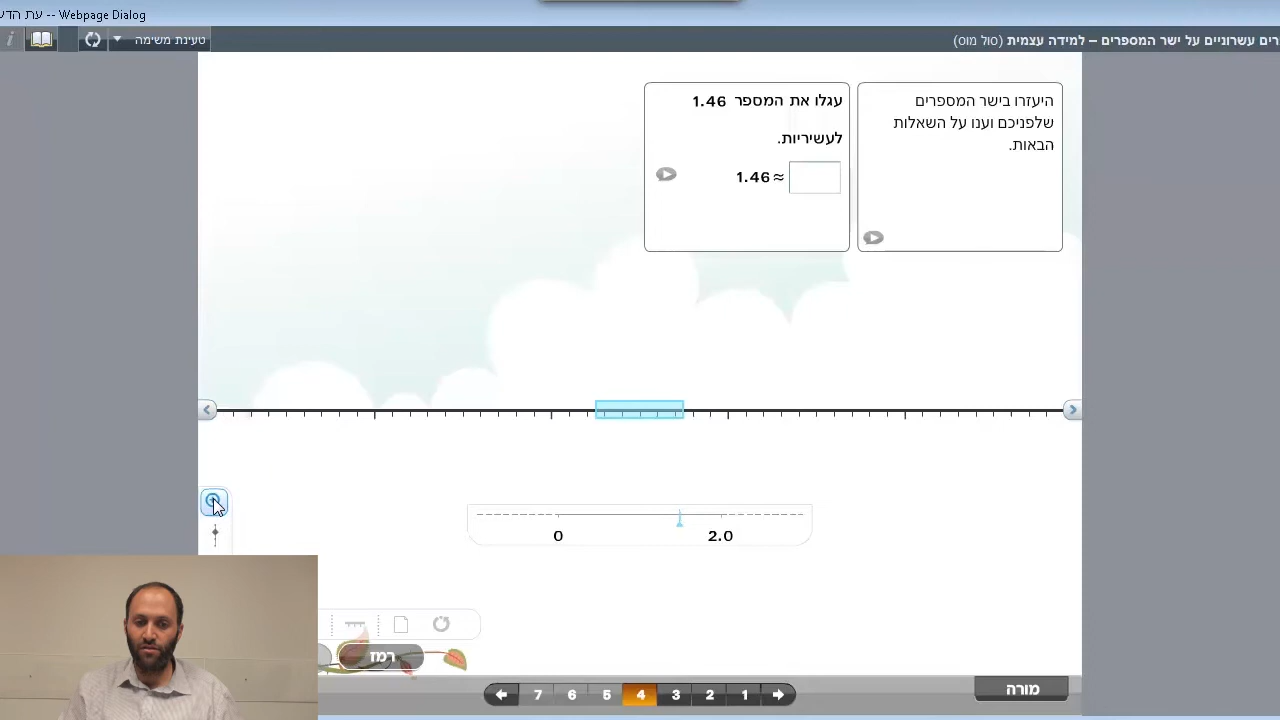 עת הדע -- Webpage Dialog
רים עשרוניים על ישר המספרים – למידה עצמית (סול מוס)
טעינת משימה
היעזרו בישר המספרים
שלפניכם וענו על השאלות
הבאות.
עגלו את המספר 1.46
לעשיריות.
1.46 ≈
0 2.0
רמז
7 6 5 4 3 2 1
מורה